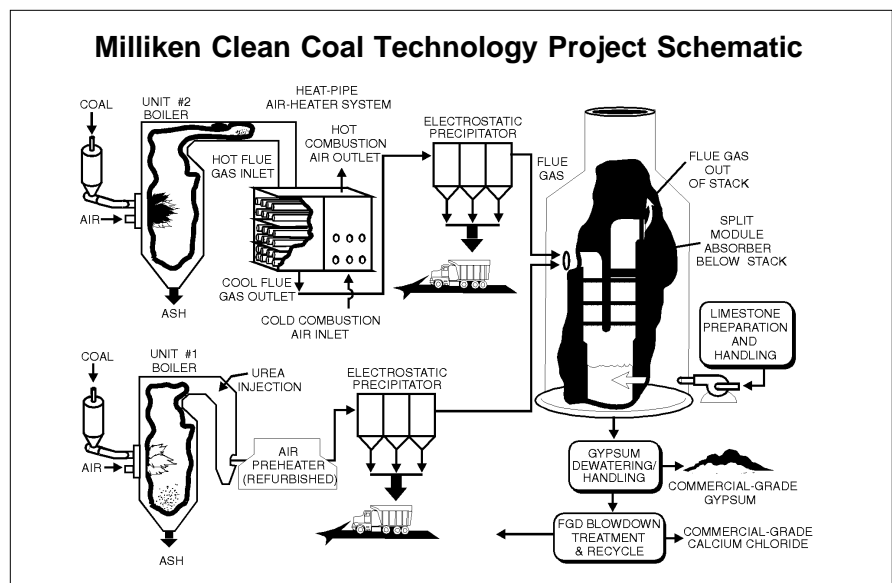 Milliken Clean Coal Technology Project Schematic
COAL
UNIT #2
BOILER
HEAT-PIPE
AIR-HEATER SYSTEM
HOT
COMBUSTION
AIR OUTLET
HOT FLUE
GAS INLET
AIR
ELECTROSTATIC
PRECIPITATOR
FLUE
GAS
FLUE GAS
OUT
OF STACK
SPLIT
MODULE
ABSORBER
BELOW STACK
COOL FLUE
GAS OUTLET
COLD COMBUSTION
AIR INLET
ASH
LIMESTONE
PREPARATION
AND
HANDLING
COAL
UNIT #1
BOILER
UREA
INJECTION
ELECTROSTATIC
PRECIPITATOR
AIR
AIR
PREHEATER
(REFURBISHED)
ASH
GYPSUM
DEWATERING/
HANDLING
COMMERCIAL-GRADE
GYPSUM
FGD BLOWDOWN
TREATMENT
& RECYCLE
COMMERCIAL-GRADE
CALCIUM CHLORIDE